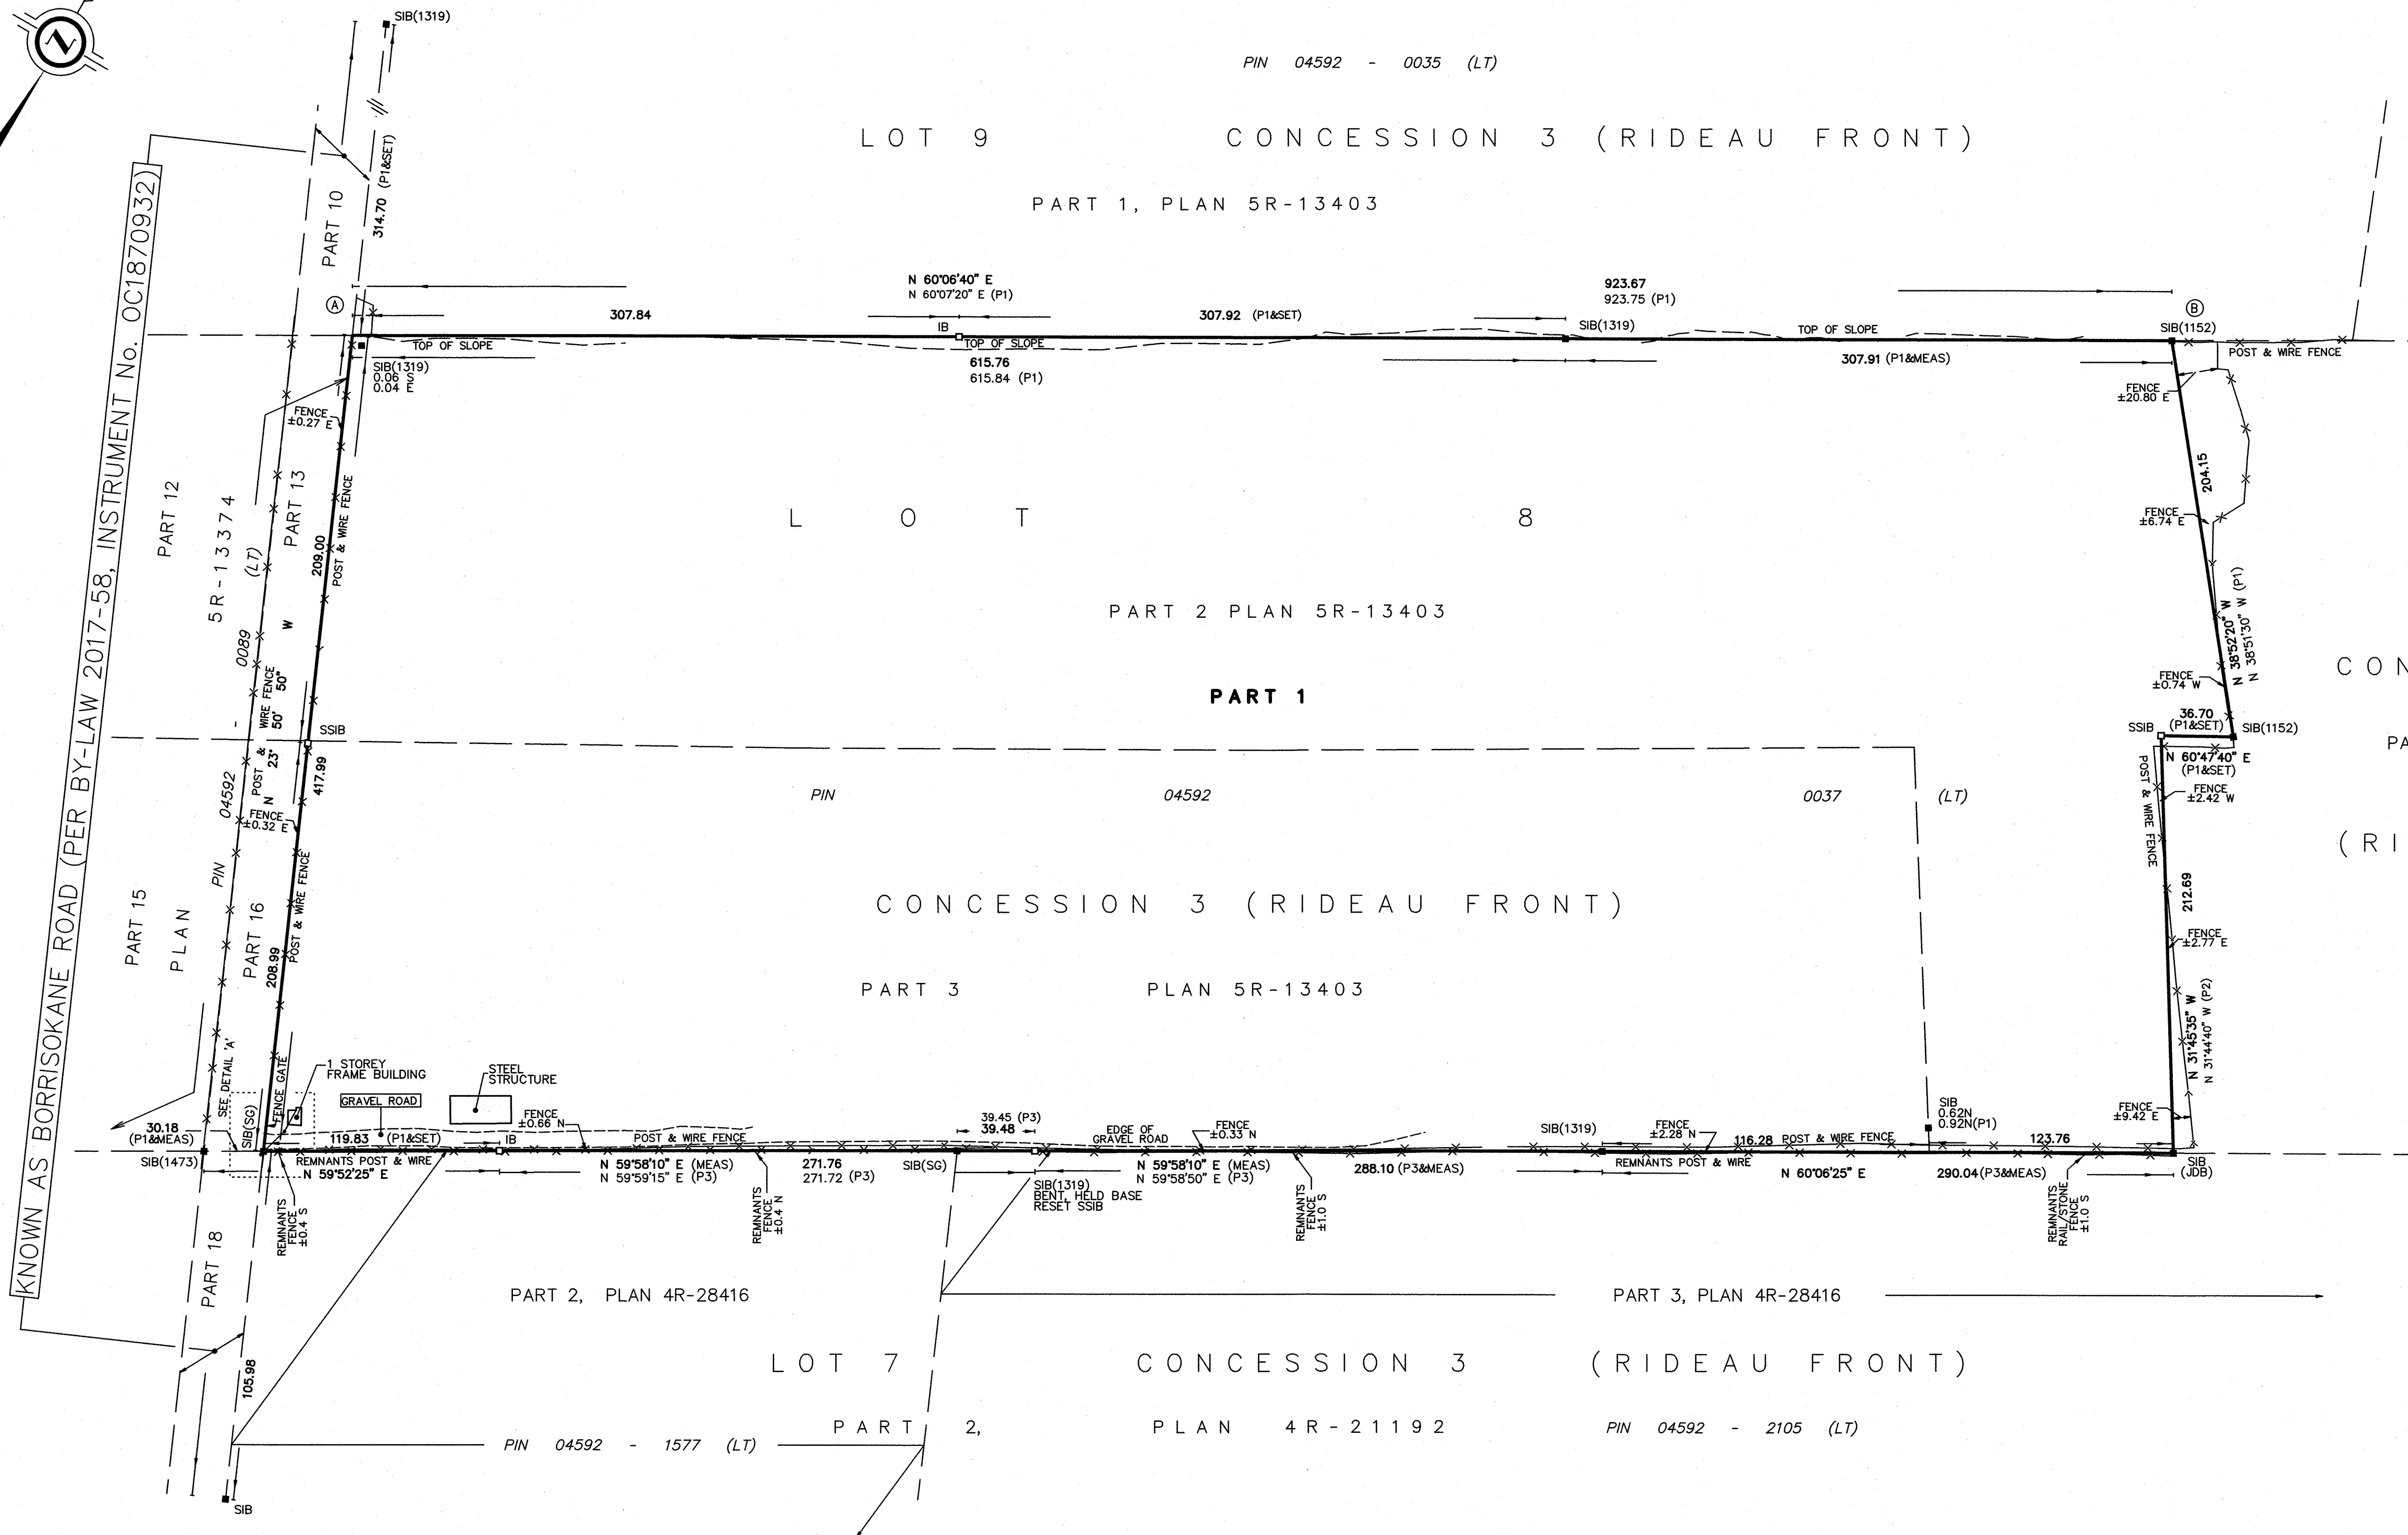 SIB(1319)
PIN 04592 - 0035 (LT)
LOT 9 CONCESSION 3 (RIDEAU FRONT)
PART 1, PLAN 5R-13403
314.70 (P1&SET)
PART 10
KNOWN AS BORRISOKANE ROAD (PER BY-LAW 2017-58, INSTRUMENT No. OC1870932)
N 60°06'40" E
N 60°07'20" E (P1)
923.67
923.75 (P1)
A
B
307.84
IB
307.92 (P1&SET)
SIB(1319)
TOP OF SLOPE
SIB(1152)
TOP OF SLOPE
TOP OF SLOPE
POST & WIRE FENCE
615.76
615.84 (P1)
307.91 (P1&MEAS)
SIB(1319)
0.06 S
0.04 E
FENCE
±20.80 E
FENCE
±0.27 E
204.15
PART 12
5R-13374
(LT)
PART 13
209.00
POST & WIRE FENCE
LOT 8
FENCE
±6.74 E
PART 2 PLAN 5R-13403
N 38°52'20" W
N 38°51'30" W (P1)
0089
W
50"
50'
23°
N
POST & WIRE FENCE
PART 1
CON
FENCE
±0.74 W
36.70
(P1&SET)
SSIB
SSIB
SIB(1152)
PA
N 60°47'40" E
(P1&SET)
417.99
PIN 04592 0037 (LT)
04592
-
FENCE
±2.42 W
POST & WIRE FENCE
FENCE
±0.32 E
(RI
PIN
PART 15
PLAN
PART 16
POST & WIRE FENCE
208.99
CONCESSION 3 (RIDEAU FRONT)
212.69
FENCE
±2.77 E
PART 3 PLAN 5R-13403
N 31°45'35" W
N 31°44'40" W (P2)
SEE DETAIL 'A'
SIB(SG)
FENCE GATE
1 STOREY
FRAME BUILDING
STEEL
STRUCTURE
GRAVEL ROAD
FENCE
±0.66 N
39.45 (P3)
39.48
EDGE OF
GRAVEL ROAD
FENCE
±0.33 N
SIB(1319)
FENCE
±2.28 N
SIB
0.62N
0.92N(P1)
FENCE
±9.42 E
30.18
(P1&MEAS)
119.83 (P1&SET)
IB
POST & WIRE FENCE
116.28 POST & WIRE FENCE
123.76
SIB(1473)
REMNANTS POST & WIRE
N 59°52'25" E
N 59°58'10" E (MEAS)
N 59°59'15" E (P3)
271.76
271.72 (P3)
SIB(SG)
N 59°58'10" E (MEAS)
N 59°58'50" E (P3)
288.10 (P3&MEAS)
REMNANTS POST & WIRE
N 60°06'25" E
290.04(P3&MEAS)
SIB
(JDB)
SIB(1319)
BENT, HELD BASE
RESET SSIB
REMNANTS
FENCE
±0.4 S
REMNANTS
FENCE
±0.4 N
REMNANTS
FENCE
±1.0 S
REMNANTS
RAIL/STONE
FENCE
±1.0 S
PART 18
PART 2, PLAN 4R-28416
PART 3, PLAN 4R-28416
LOT 7 CONCESSION 3 (RIDEAU FRONT)
105.98
PART 2, PLAN 4R-21192
PIN 04592 - 2105 (LT)
PIN 04592 - 1577 (LT)
SIB